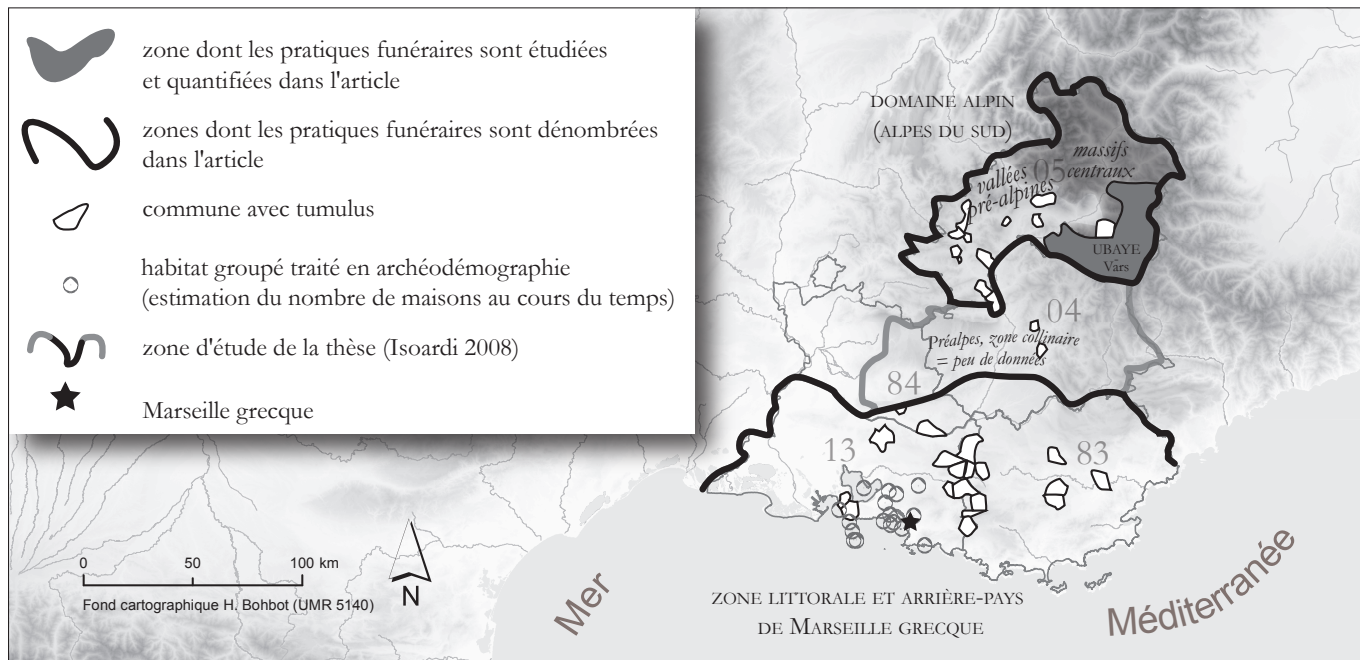 zone dont les pratiques funéraires sont étudiées
et quantifiées dans l'article
zones dont les pratiques funéraires sont dénombrées
dans l'article
commune avec tumulus
habitat groupé traité en archéodémographie
(estimation du nombre de maisons au cours du temps)
zone d'étude de la thèse (Isoardi 2008)
Marseille grecque
DOMAINE ALPIN
(ALPES DU SUD)
massifs
centraux
05
vallées
pré-alpines
UBAYE
Vars
04
Préalpes, zone collinaire
= peu de données
84
13
83
0 50 100 km
Fond cartographique H. Bohbot (UMR 5140)
N
Mer
Méditerranée
ZONE LITTORALE ET ARRIÈRE-PAYS
DE MARSEILLE GRECQUE